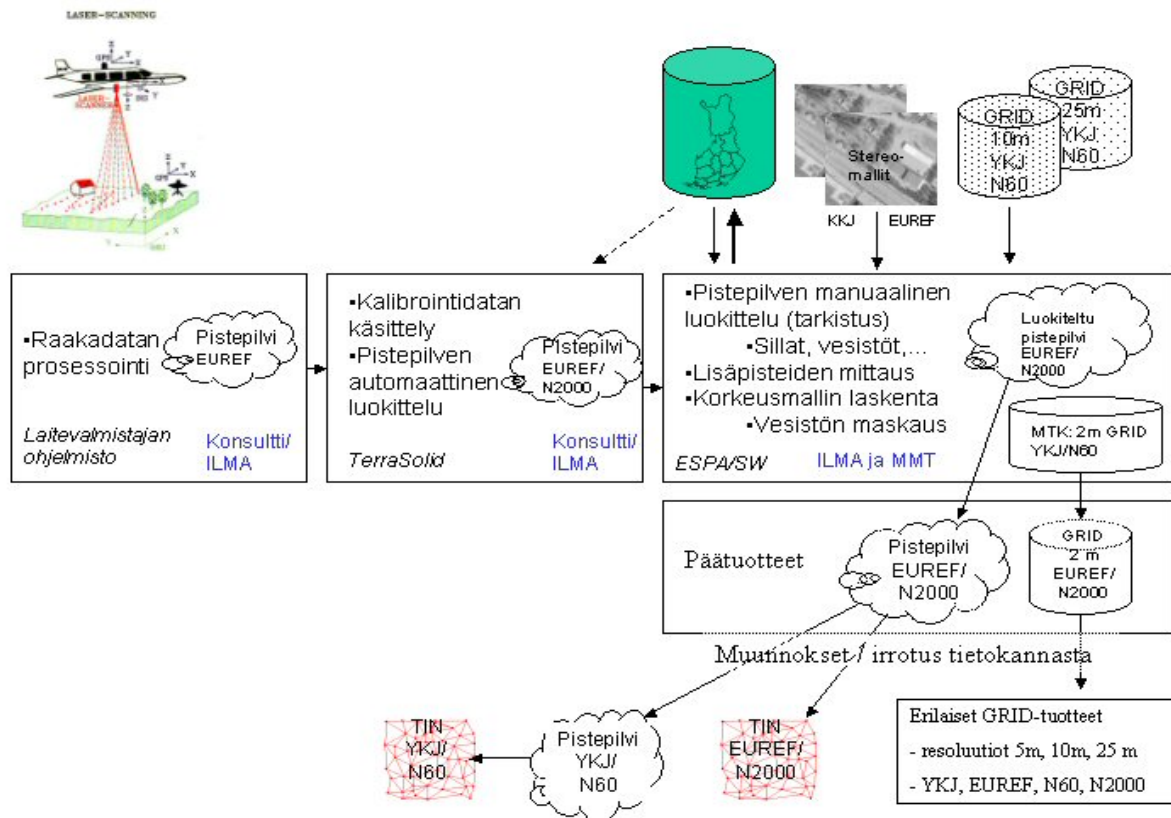 LASER-SCANNING
GPS
LASER-
SCANNER
GPS
GRID
25m
YKJ
N60
GRID
10m
YKJ
N60
Stereo-
mallit
KKJ EUREF
▪Raakadatan
prosessointi
Pistepilvi
EUREF
Laitevalmistajan
ohjelmisto
Konsultti/
ILMA
▪Kalibrointidatan
käsittely
▪Pistepilven
automaattinen
luokittelu
Pistepilvi
EUREF/
N2000
TerraSolid
Konsultti/
ILMA
▪Pistepilven manuaalinen
luokittelu (tarkistus)
▪Sillat, vesistöt,...
▪Lisäpisteiden mittaus
▪Korkeusmallin laskenta
▪Vesistön maskaus
ESPA/SW
ILMA ja MMT
Luokiteltu
pistepilvi
EUREF/
N2000
MTK: 2m GRID
YKJ/N60
Päätuotteet
Pistepilvi
EUREF/
N2000
GRID
2 m
EUREF/
N2000
Muunnokset / irrotus tietokannasta
TIN
YKJ/
N60
Pistepilvi
YKJ/
N60
TIN
EUREF/
N2000
Erilaiset GRID-tuotteet
- resoluutiot 5m, 10m, 25 m
- YKJ, EUREF, N60, N2000